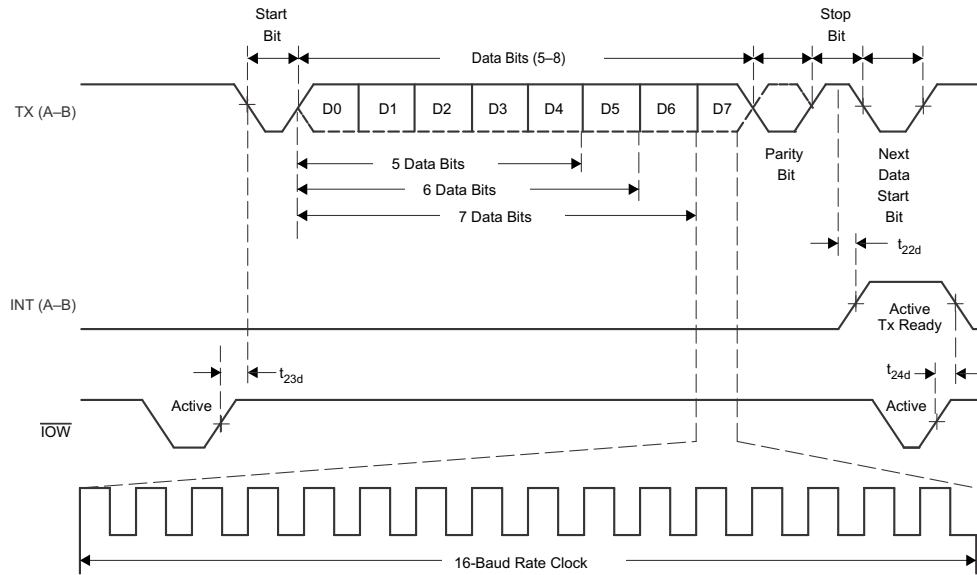 Start
Bit
Stop
Bit
Data Bits (5–8)
TX (A–B)
D0 D1 D2 D3 D4 D5 D6 D7
5 Data Bits
6 Data Bits
7 Data Bits
Parity
Bit
Next
Data
Start
Bit
t22d
INT (A–B)
Active
Tx Ready
t23d
t24d
Active
Active
IOW
16-Baud Rate Clock